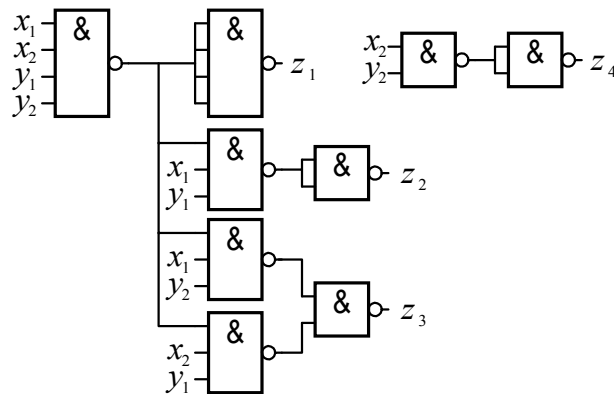 x₁ & & z₁
x₂
y₁
y₂
x₂ & & z₄
y₂
& & z₂
x₁
y₁
&
x₁
y₂
& z₃
&
x₂
y₁